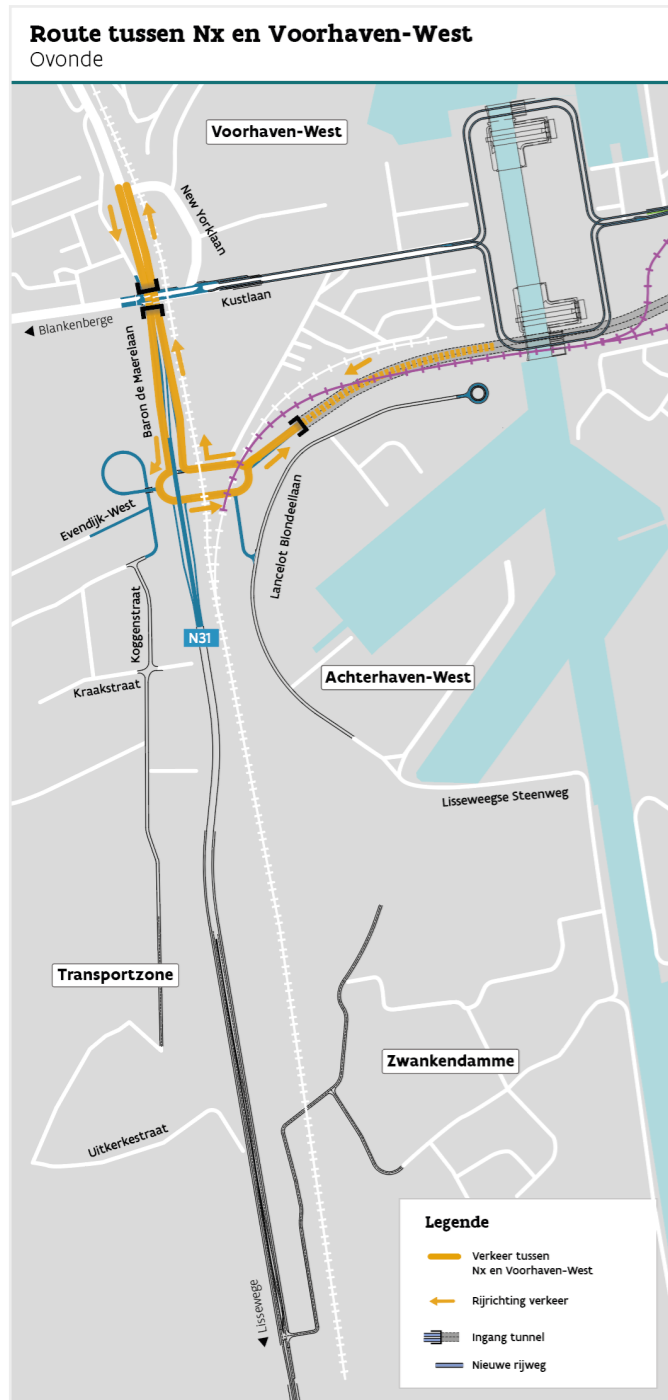 Route tussen Nx en Voorhaven-West
Ovonde
Voorhaven-West
New Yorklaan
Kustlaan
Blankenberge
Baron de Maerelaan
Evendijk-West
Lancelot Blondeellaan
Koggenstraat
N31
Kraakstraat
Achterhaven-West
Lisseweegse Steenweg
Transportzone
Zwankendamme
Uitkerkestraat
Lissewege
Legende
Verkeer tussen
Nx en Voorhaven-West
Rijrichting verkeer
Ingang tunnel
Nieuwe rijweg